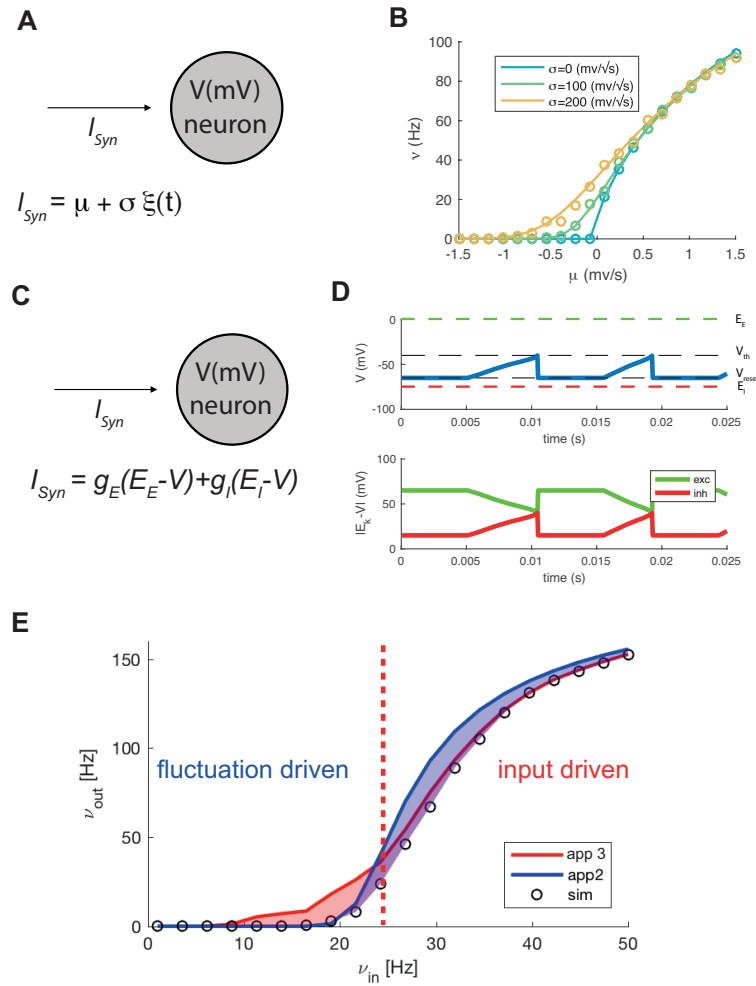 A
V(mV)
neuron
I_Syn
I_Syn = μ + σ ξ(t)
B
100
80
60
40
20
0
ν (Hz)
σ=0 (mv/√s)
σ=100 (mv/√s)
σ=200 (mv/√s)
-1.5 -1 -0.5 0 0.5 1 1.5
μ (mv/s)
C
V(mV)
neuron
I_Syn
I_Syn = g_E(E_E-V)+g_I(E_I-V)
D
0
-50
-100
V (mV)
E_E
V_th
V_rese
E_I
0 0.005 0.01 0.015 0.02 0.025
time (s)
100
50
0
|E_k-V| (mV)
exc
inh
0 0.005 0.01 0.015 0.02 0.025
time (s)
E
150
100
50
0
ν_out [Hz]
fluctuation driven
input driven
app 3
app2
sim
0 10 20 30 40 50
ν_in [Hz]